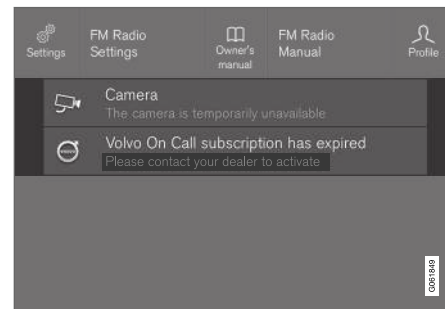 Settings
FM Radio
Settings
Owner's
manual
FM Radio
Manual
Profile
Camera
The camera is temporarily unavailable
Volvo On Call subscription has expired
Please contact your dealer to activate
G061849